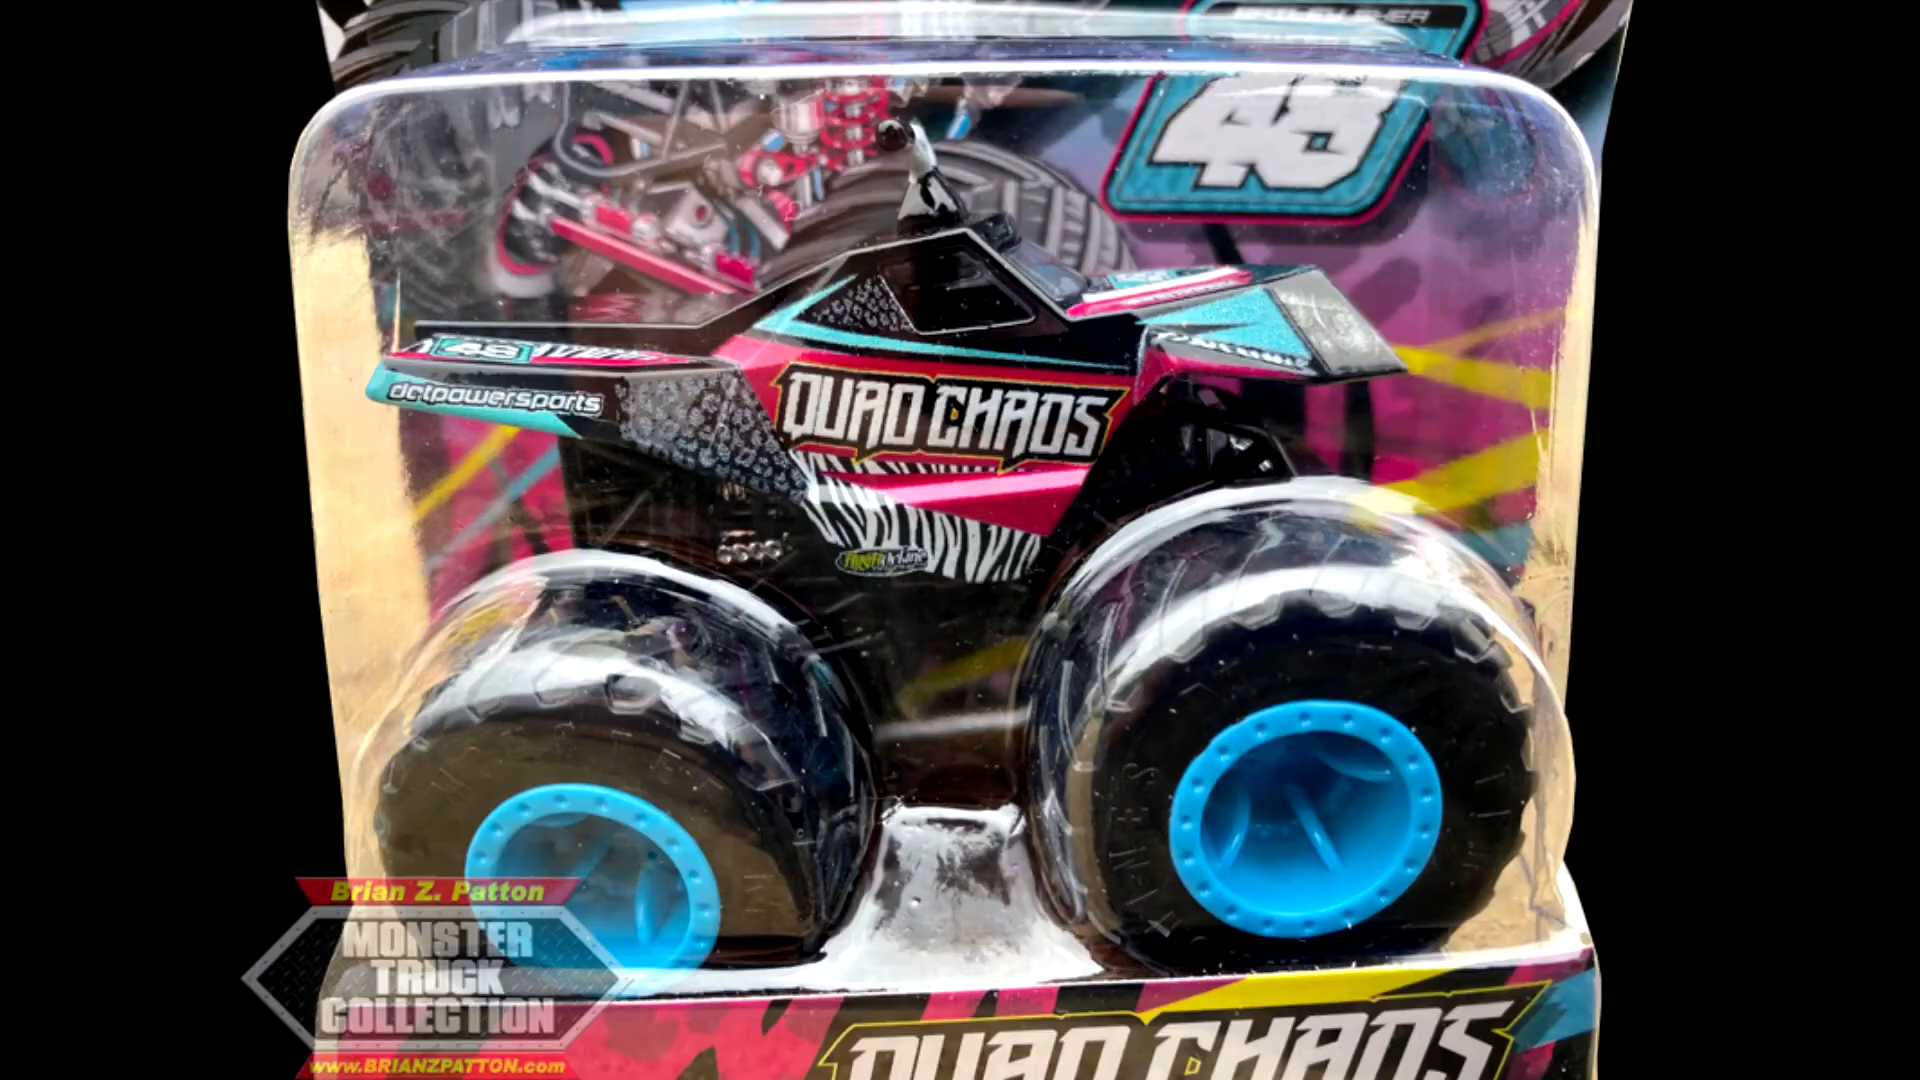 48
48
dctpowersports
QUAD CHAOS
Brian Z. Patton
MONSTER
TRUCK
COLLECTION
www.BRIANZPATTON.com
QUAD CHAOS